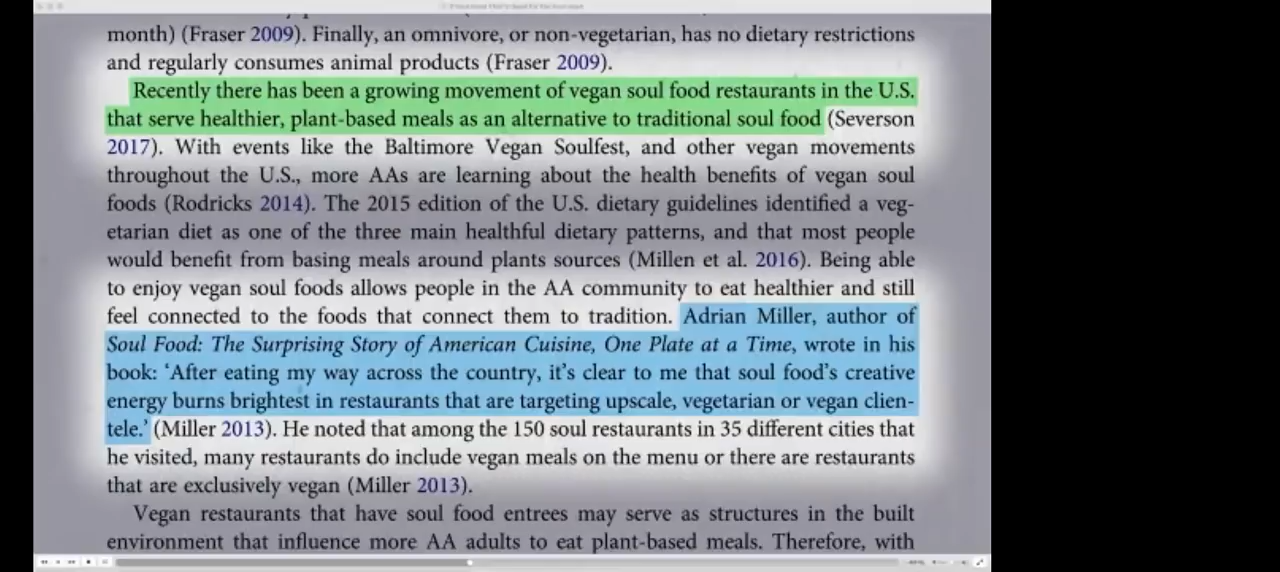 month) (Fraser 2009). Finally, an omnivore, or non-vegetarian, has no dietary restrictions
and regularly consumes animal products (Fraser 2009).
Recently there has been a growing movement of vegan soul food restaurants in the U.S.
that serve healthier, plant-based meals as an alternative to traditional soul food (Severson
2017). With events like the Baltimore Vegan Soulfest, and other vegan movements
throughout the U.S., more AAs are learning about the health benefits of vegan soul
foods (Rodricks 2014). The 2015 edition of the U.S. dietary guidelines identified a veg-
etarian diet as one of the three main healthful dietary patterns, and that most people
would benefit from basing meals around plants sources (Millen et al. 2016). Being able
to enjoy vegan soul foods allows people in the AA community to eat healthier and still
feel connected to the foods that connect them to tradition. Adrian Miller, author of
Soul Food: The Surprising Story of American Cuisine, One Plate at a Time, wrote in his
book: ‘After eating my way across the country, it’s clear to me that soul food’s creative
energy burns brightest in restaurants that are targeting upscale, vegetarian or vegan clien-
tele.’ (Miller 2013). He noted that among the 150 soul restaurants in 35 different cities that
he visited, many restaurants do include vegan meals on the menu or there are restaurants
that are exclusively vegan (Miller 2013).
Vegan restaurants that have soul food entrees may serve as structures in the built
environment that influence more AA adults to eat plant-based meals. Therefore, with